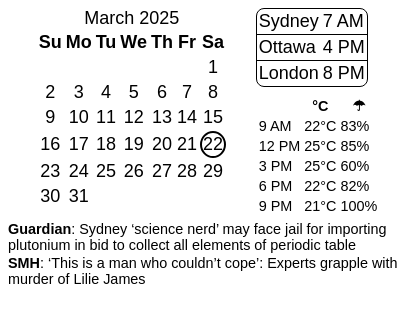 March 2025
Su Mo Tu We Th Fr Sa
1
2 3 4 5 6 7 8
9 10 11 12 13 14 15
16 17 18 19 20 21 22
23 24 25 26 27 28 29
30 31
Sydney 7 AM
Ottawa 4 PM
London 8 PM
°C ☂
9 AM 22°C 83%
12 PM 25°C 85%
3 PM 25°C 60%
6 PM 22°C 82%
9 PM 21°C 100%
Guardian: Sydney ‘science nerd’ may face jail for importing
plutonium in bid to collect all elements of periodic table
SMH: ‘This is a man who couldn’t cope’: Experts grapple with
murder of Lilie James